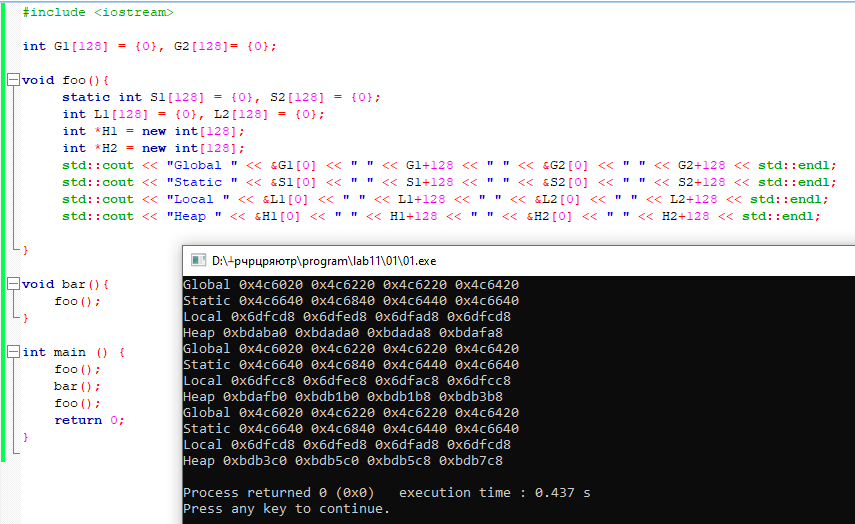 #include <iostream>
int G1[128] = {0}, G2[128]= {0};
void foo(){
static int S1[128] = {0}, S2[128] = {0};
int L1[128] = {0}, L2[128] = {0};
int *H1 = new int[128];
int *H2 = new int[128];
std::cout << "Global " << &G1[0] << " " << G1+128 << " " << &G2[0] << " " << G2+128 << std::endl;
std::cout << "Static " << &S1[0] << " " << S1+128 << " " << &S2[0] << " " << S2+128 << std::endl;
std::cout << "Local " << &L1[0] << " " << L1+128 << " " << &L2[0] << " " << L2+128 << std::endl;
std::cout << "Heap " << &H1[0] << " " << H1+128 << " " << &H2[0] << " " << H2+128 << std::endl;
}
void bar(){
foo();
}
int main () {
foo();
bar();
foo();
return 0;
}
D:\┴рчрцряютр\program\lab11\01\01.exe
Global 0x4c6020 0x4c6220 0x4c6220 0x4c6420
Static 0x4c6640 0x4c6840 0x4c6440 0x4c6640
Local 0x6dfcd8 0x6dfed8 0x6dfad8 0x6dfcd8
Heap 0xbdaba0 0xbdada0 0xbdada8 0xbdafa8
Global 0x4c6020 0x4c6220 0x4c6220 0x4c6420
Static 0x4c6640 0x4c6840 0x4c6440 0x4c6640
Local 0x6dfcc8 0x6dfec8 0x6dfac8 0x6dfcc8
Heap 0xbdafb0 0xbdb1b0 0xbdb1b8 0xbdb3b8
Global 0x4c6020 0x4c6220 0x4c6220 0x4c6420
Static 0x4c6640 0x4c6840 0x4c6440 0x4c6640
Local 0x6dfcd8 0x6dfed8 0x6dfad8 0x6dfcd8
Heap 0xbdb3c0 0xbdb5c0 0xbdb5c8 0xbdb7c8
Process returned 0 (0x0)   execution time : 0.437 s
Press any key to continue.